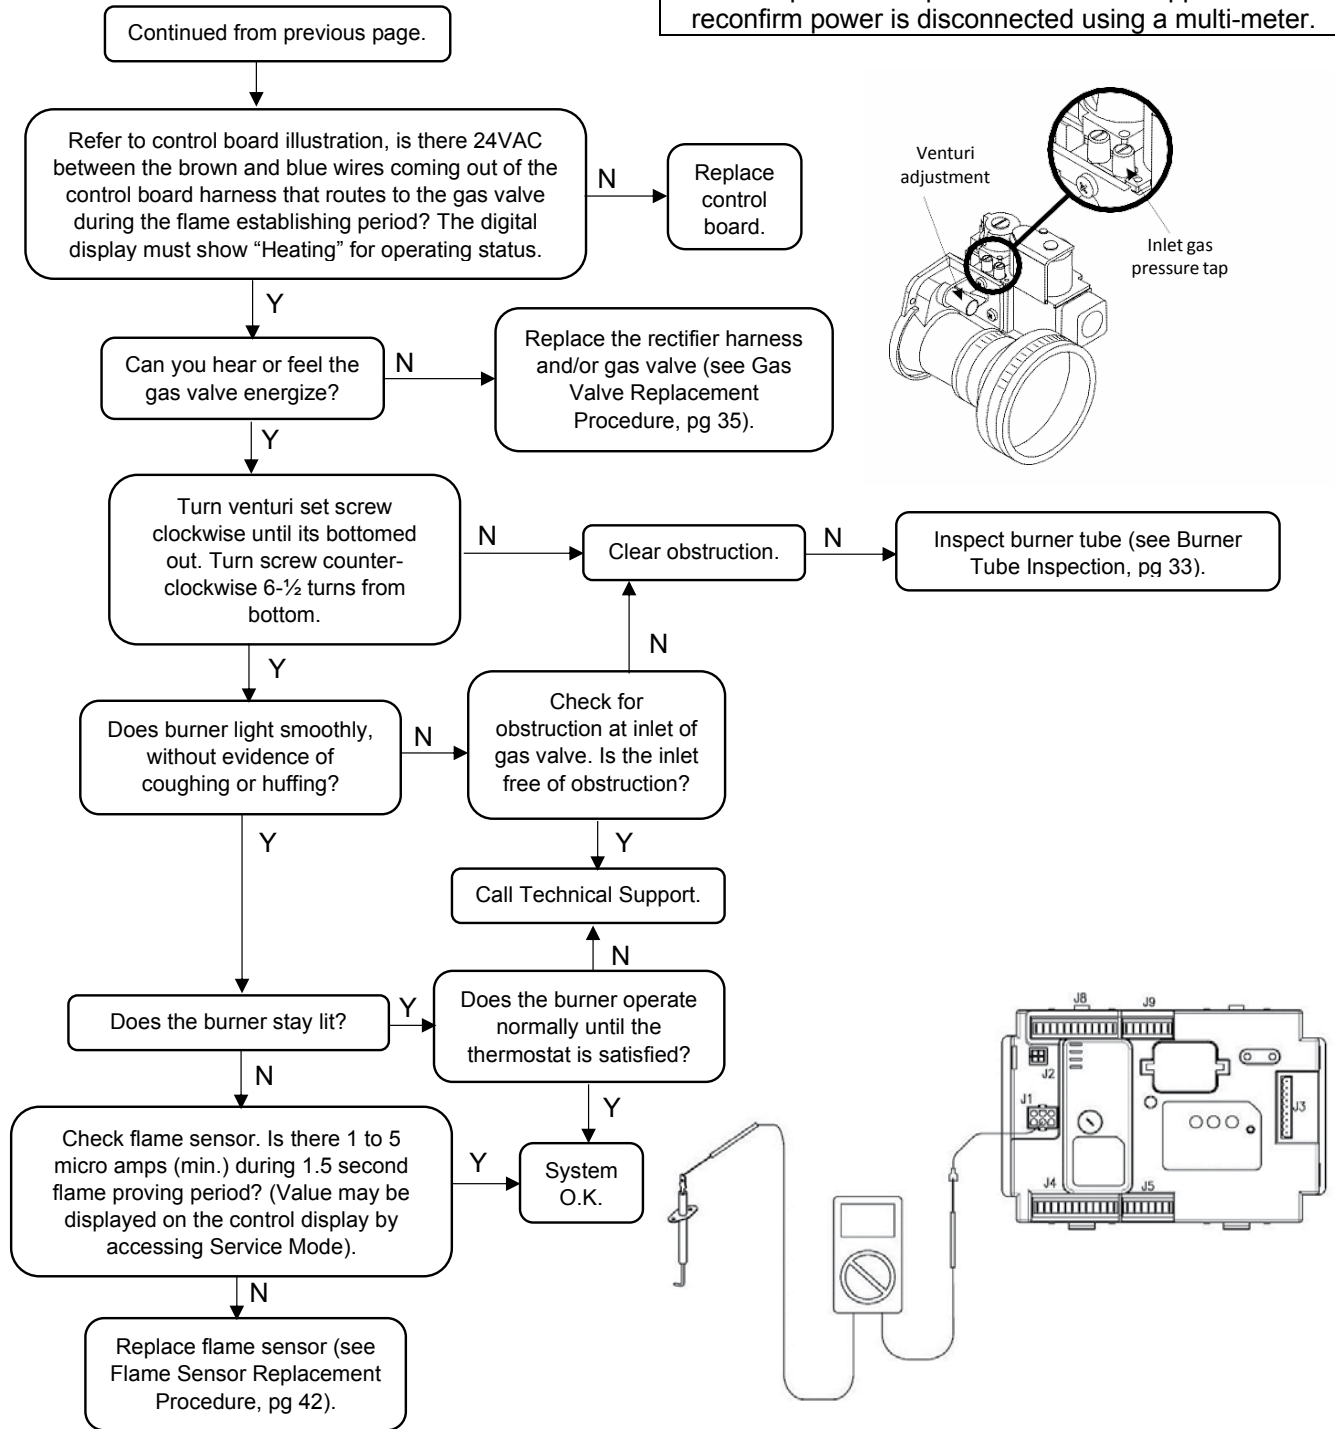 reconfirm power is disconnected using a multi-meter.
Continued from previous page.
Refer to control board illustration, is there 24VAC
between the brown and blue wires coming out of the
control board harness that routes to the gas valve
during the flame establishing period? The digital
display must show “Heating” for operating status.
N
Replace
control
board.
Venturi
adjustment
Inlet gas
pressure tap
Y
Can you hear or feel the
gas valve energize?
N
Replace the rectifier harness
and/or gas valve (see Gas
Valve Replacement
Procedure, pg 35).
Y
Turn venturi set screw
clockwise until its bottomed
out. Turn screw counter-
clockwise 6-½ turns from
bottom.
N
Clear obstruction.
N
Inspect burner tube (see Burner
Tube Inspection, pg 33).
Y
N
Does burner light smoothly,
without evidence of
coughing or huffing?
N
Check for
obstruction at inlet of
gas valve. Is the inlet
free of obstruction?
Y
Y
Call Technical Support.
N
Does the burner stay lit?
Y
Does the burner operate
normally until the
thermostat is satisfied?
N
Y
Check flame sensor. Is there 1 to 5
micro amps (min.) during 1.5 second
flame proving period? (Value may be
displayed on the control display by
accessing Service Mode).
Y
System
O.K.
N
Replace flame sensor (see
Flame Sensor Replacement
Procedure, pg 42).
J8
J9
J2
J1
J3
J4
J5